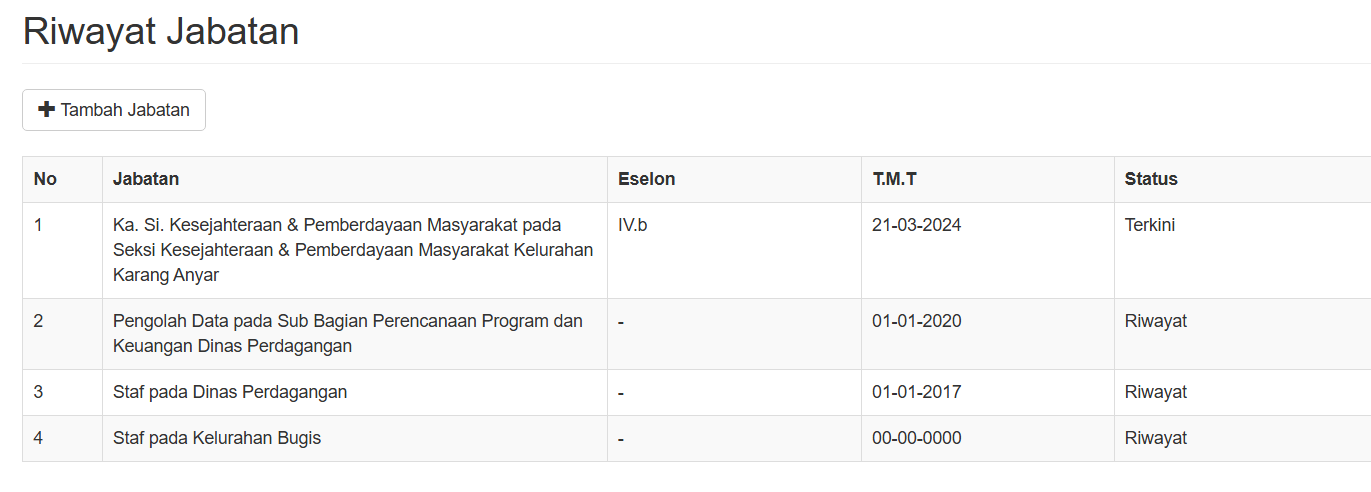 Riwayat Jabatan
Tambah Jabatan
No Jabatan Eselon T.M.T Status
1 Ka. Si. Kesejahteraan & Pemberdayaan Masyarakat pada IV.b 21-03-2024 Terkini
Seksi Kesejahteraan & Pemberdayaan Masyarakat Kelurahan
Karang Anyar
2 Pengolah Data pada Sub Bagian Perencanaan Program dan - 01-01-2020 Riwayat
Keuangan Dinas Perdagangan
3 Staf pada Dinas Perdagangan - 01-01-2017 Riwayat
4 Staf pada Kelurahan Bugis - 00-00-0000 Riwayat